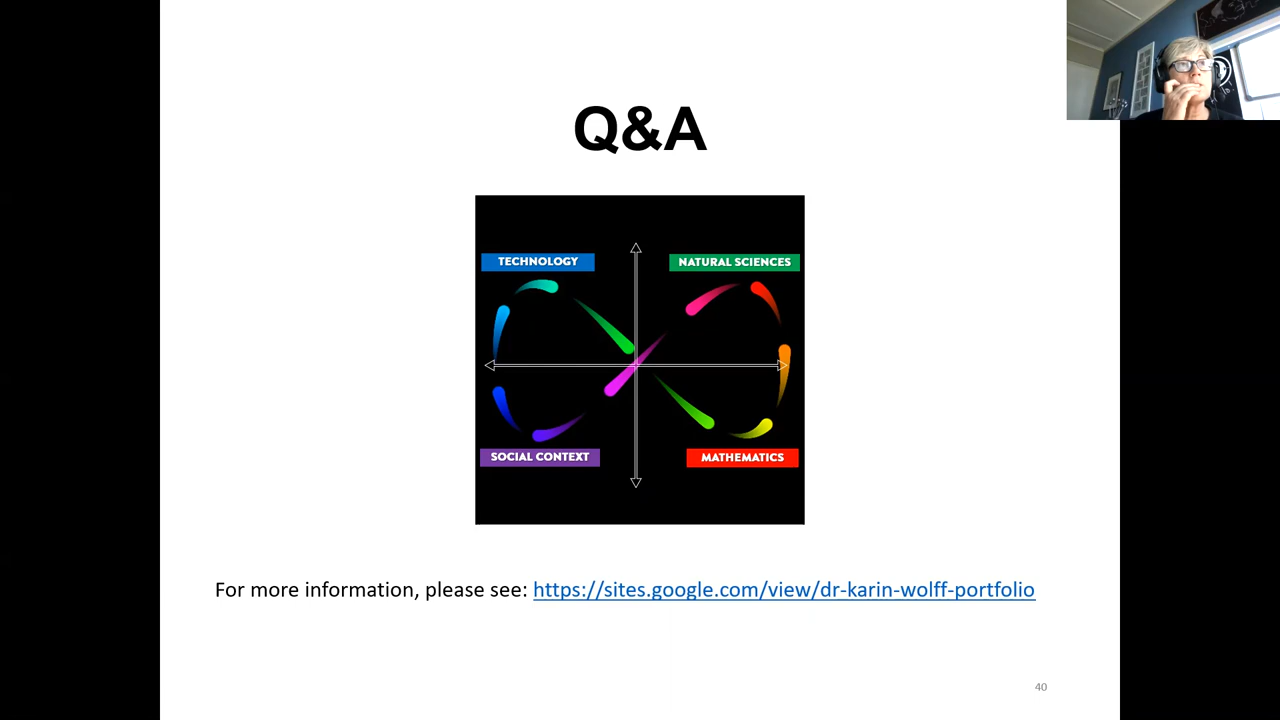 Q&A
TECHNOLOGY
NATURAL SCIENCES
SOCIAL CONTEXT
MATHEMATICS
For more information, please see: https://sites.google.com/view/dr-karin-wolff-portfolio
40